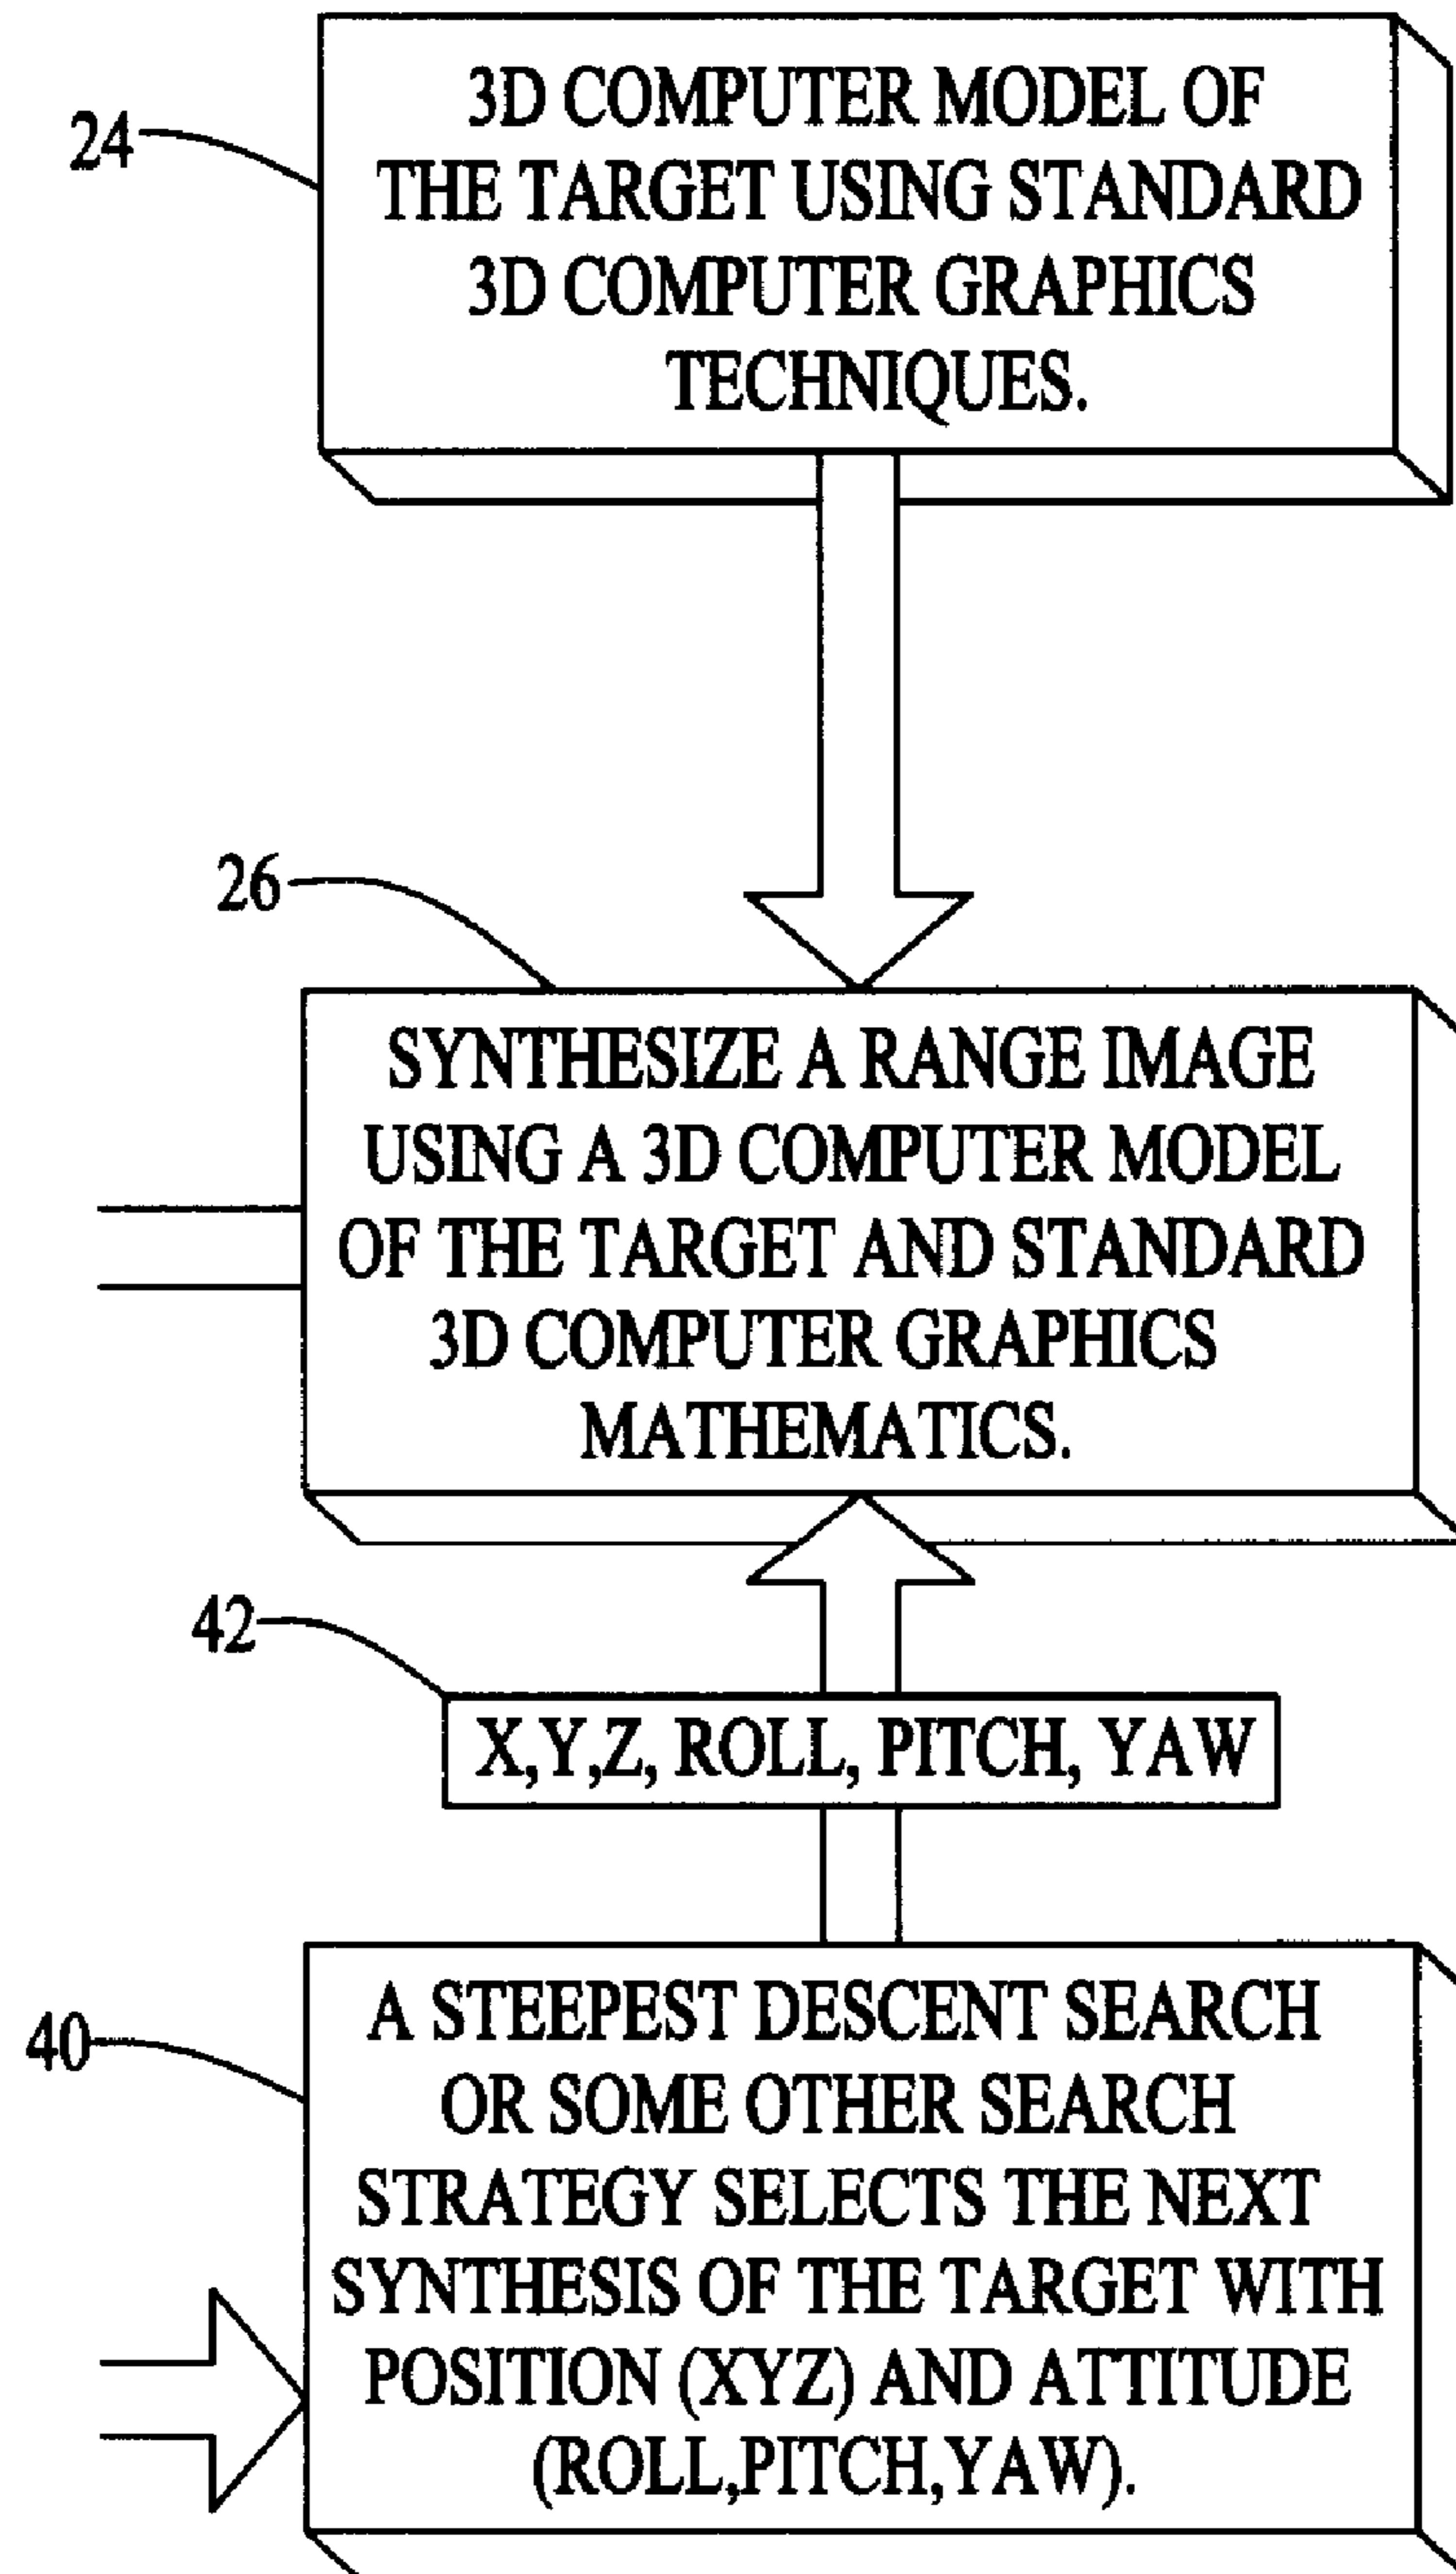 24
3D COMPUTER MODEL OF
THE TARGET USING STANDARD
3D COMPUTER GRAPHICS
TECHNIQUES.
26
SYNTHESIZE A RANGE IMAGE
USING A 3D COMPUTER MODEL
OF THE TARGET AND STANDARD
3D COMPUTER GRAPHICS
MATHEMATICS.
42
X,Y,Z, ROLL, PITCH, YAW
40
A STEEPEST DESCENT SEARCH
OR SOME OTHER SEARCH
STRATEGY SELECTS THE NEXT
SYNTHESIS OF THE TARGET WITH
POSITION (XYZ) AND ATTITUDE
(ROLL,PITCH,YAW).